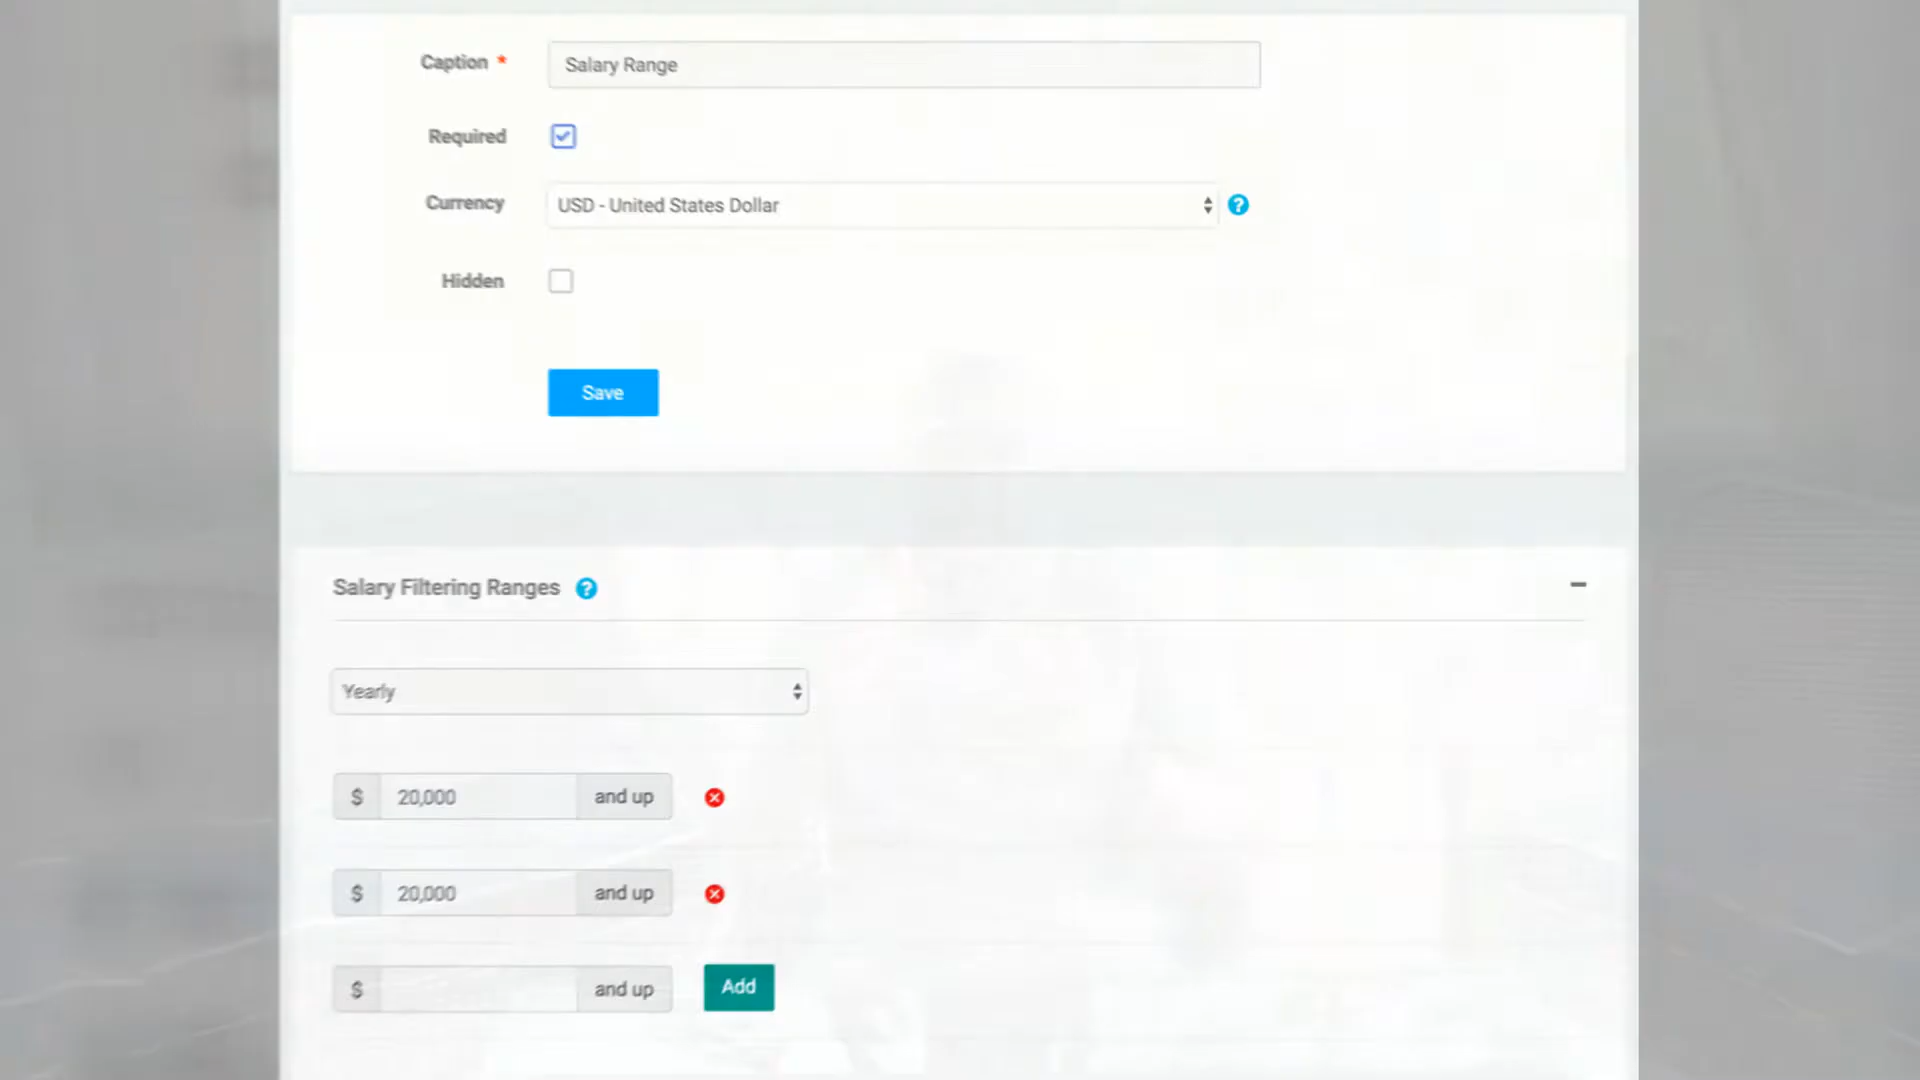 Caption *
Salary Range
Required
Currency
USD - United States Dollar
?
Hidden
Save
Salary Filtering Ranges ?
Yearly
$ 20,000 and up
$ 20,000 and up
$ and up Add